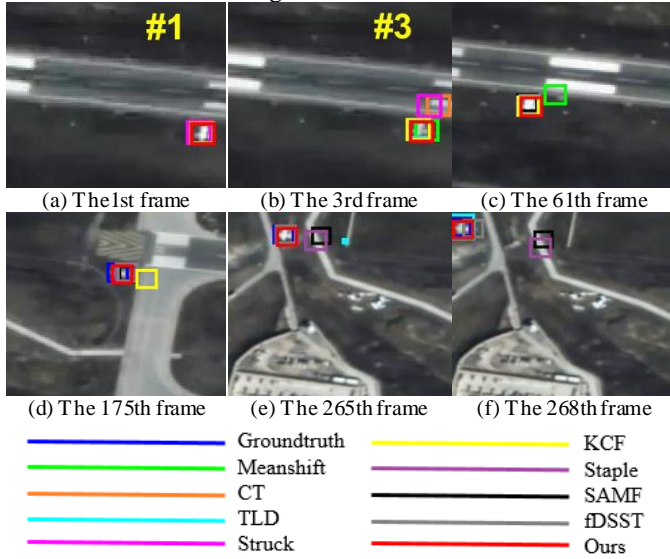 #1 #3
(a) The1st frame (b) The 3rd frame (c) The 61th frame
(d) The 175th frame (e) The 265th frame (f) The 268th frame
Groundtruth KCF
Meanshift Staple
CT SAMF
TLD fDSST
Struck Ours